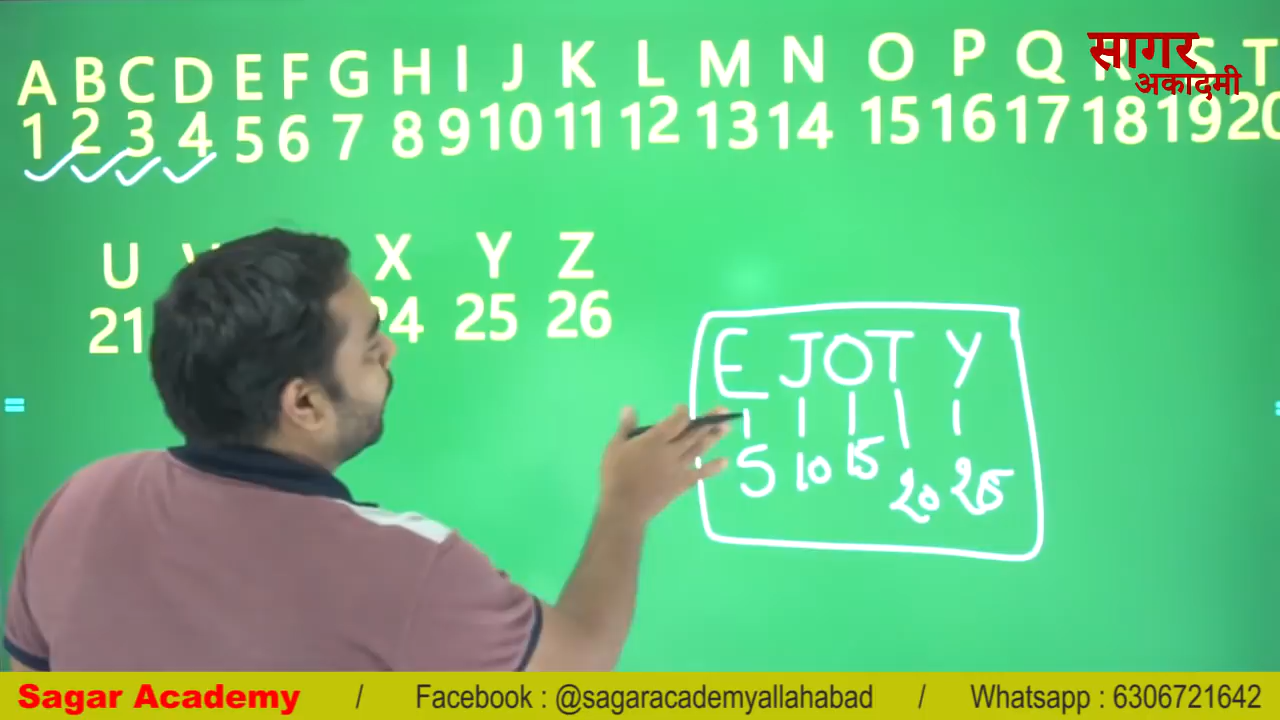 सागर
अकादमी
A B C D E F G H I J K L M N O P Q R S T
1 2 3 4 5 6 7 8 9 10 11 12 13 14 15 16 17 18 19 20
U V X Y Z
21 24 25 26
E J O T Y
5 10 15 20 25
=
Sagar Academy / Facebook : @sagaracademyallahabad / Whatsapp : 6306721642